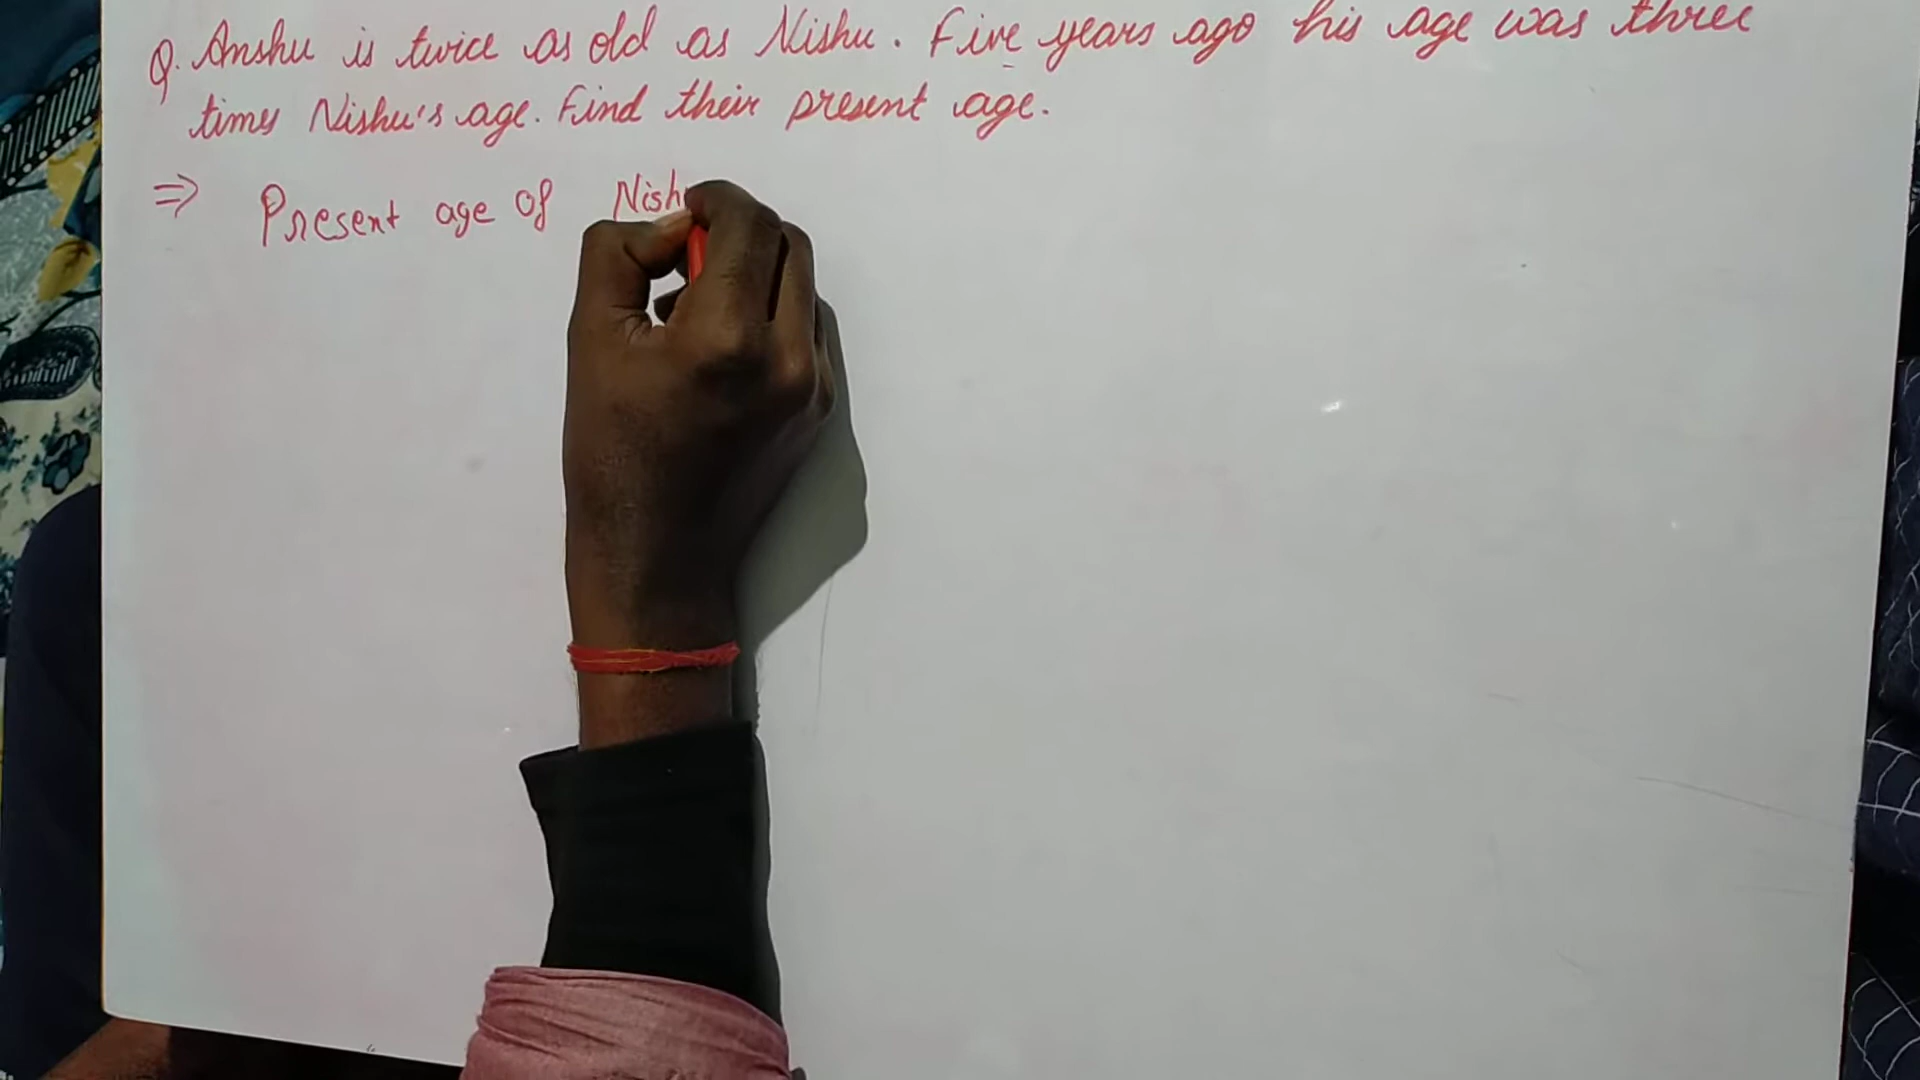 Q. Anshu is twice as old as Nishu. Five years ago his age was three
times Nishu's age. Find their present age.
⇒ Present age of Nish